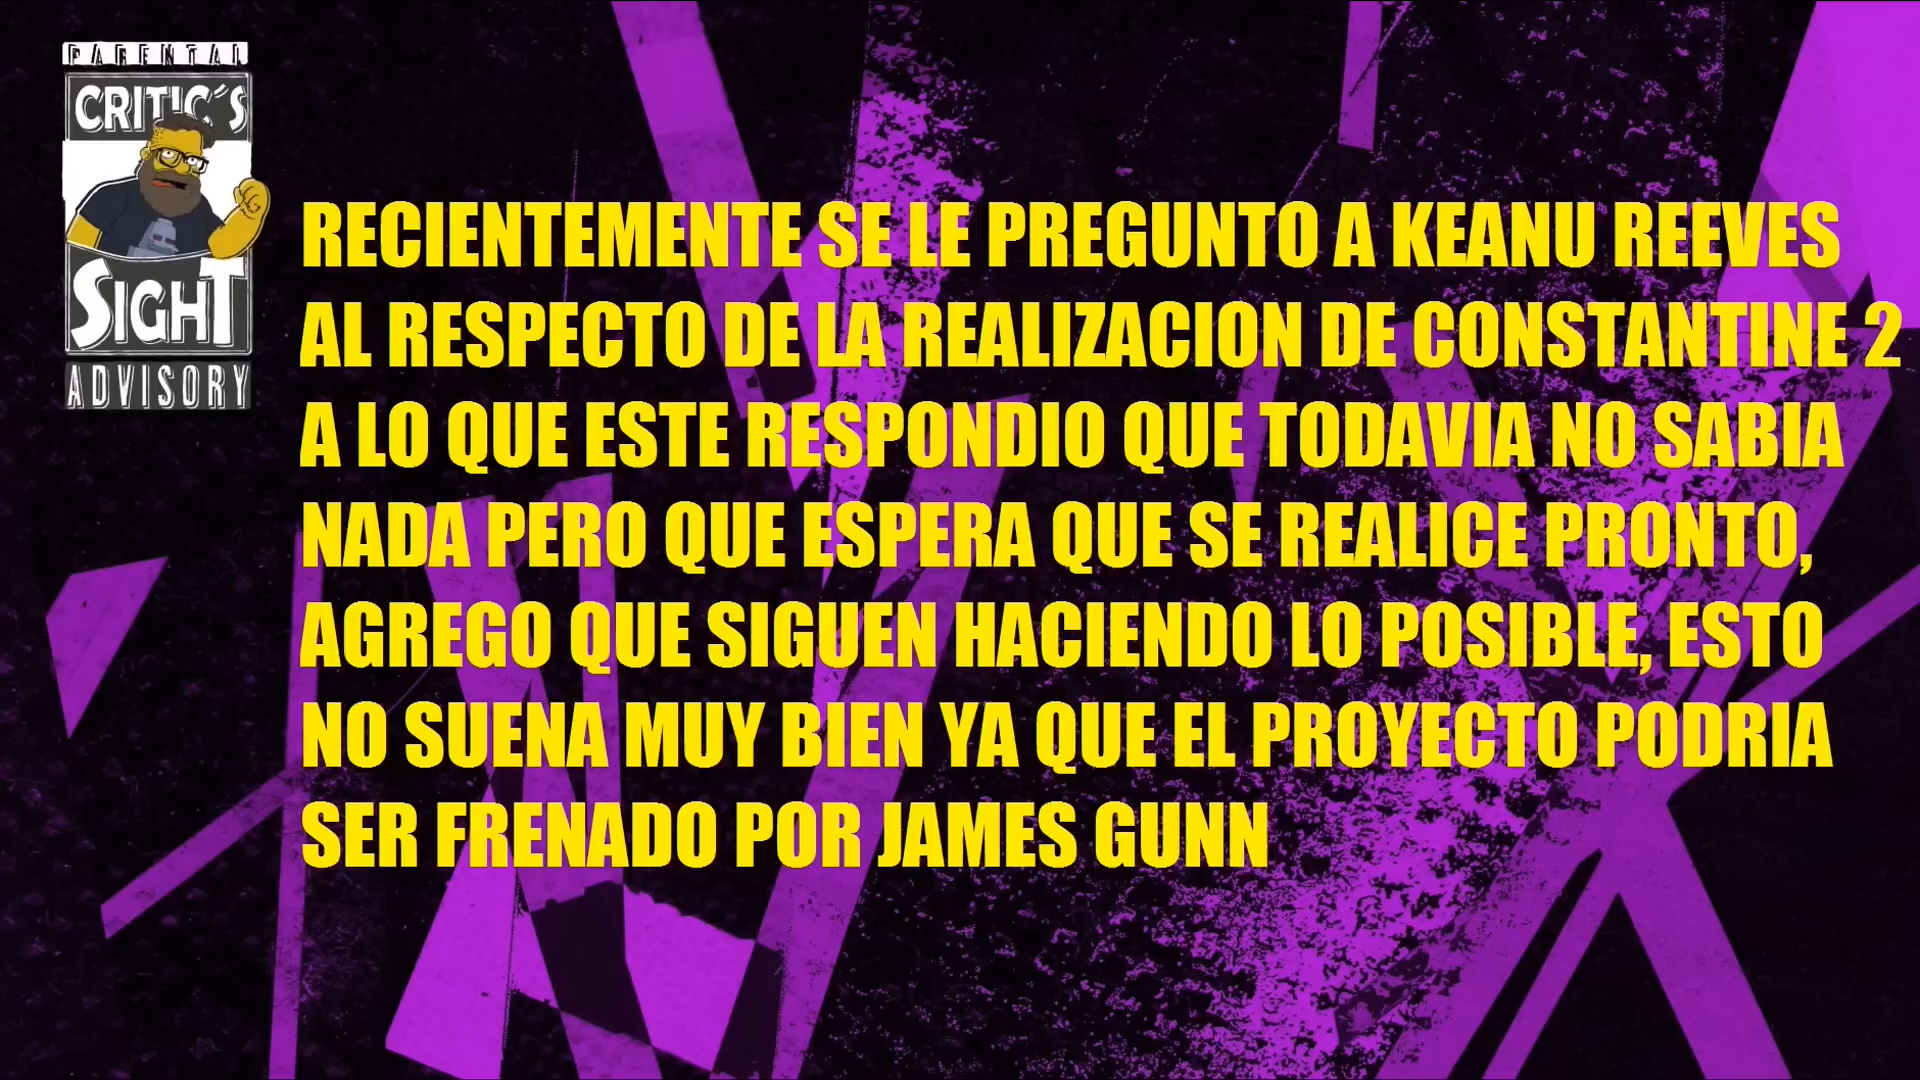 PARENTAL
CRITIC'S
SIGHT
ADVISORY
RECIENTEMENTE SE LE PREGUNTO A KEANU REEVES
AL RESPECTO DE LA REALIZACION DE CONSTANTINE 2
A LO QUE ESTE RESPONDIO QUE TODAVIA NO SABIA
NADA PERO QUE ESPERA QUE SE REALICE PRONTO,
AGREGO QUE SIGUEN HACIENDO LO POSIBLE, ESTO
NO SUENA MUY BIEN YA QUE EL PROYECTO PODRIA
SER FRENADO POR JAMES GUNN